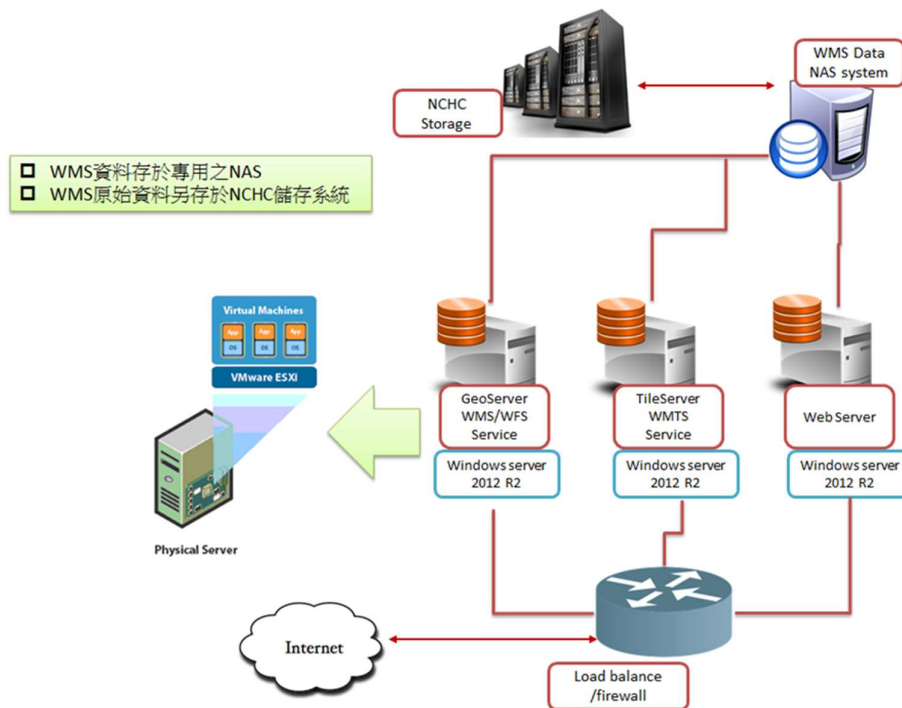 WMS Data
NAS system
NCHC
Storage
WMS資料存於專用之NAS
WMS原始資料另存於NCHC儲存系統
Virtual Machines
App
App
App
OS
OS
OS
VMware ESXi
Physical Server
GeoServer
WMS/WFS
Service
Windows server
2012 R2
TileServer
WMTS
Service
Windows server
2012 R2
Web Server
Windows server
2012 R2
Internet
Load balance
/firewall